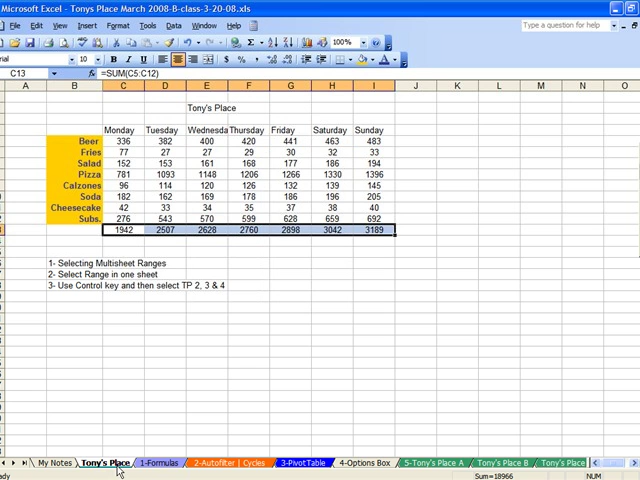 Microsoft Excel - Tonys Place March 2008-B-class-3-20-08.xls
File Edit View Insert Format Tools Data Window Help Type a question for help
100%
10 B I U $ %
C13 fx =SUM(C5:C12)
A B C D E F G H I J K L M N O
Tony's Place
Monday Tuesday Wednesda Thursday Friday Saturday Sunday
Beer 336 382 400 420 441 463 483
Fries 77 27 27 29 30 32 33
Salad 152 153 161 168 177 186 194
Pizza 781 1093 1148 1206 1266 1330 1396
Calzones 96 114 120 126 132 139 145
Soda 182 162 169 178 186 196 205
Cheesecake 42 33 34 35 37 38 40
Subs. 276 543 570 599 628 659 692
1942 2507 2628 2760 2898 3042 3189
1- Selecting Multisheet Ranges
2- Select Range in one sheet
3- Use Control key and then select TP 2, 3 & 4
My Notes Tony's Place 1-Formulas 2-Autofilter | Cycles 3-PivotTable 4-Options Box 5-Tony's Place A Tony's Place B Tony's Place
Sum=18966 NUM